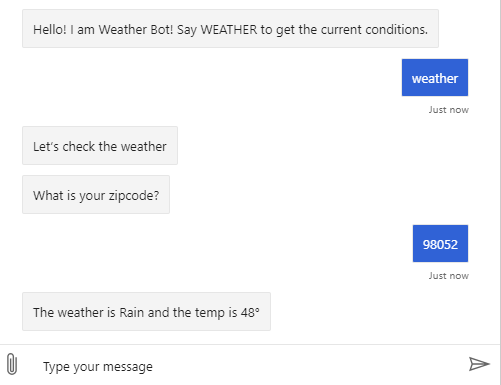 Hello! I am Weather Bot! Say WEATHER to get the current conditions.
weather
Just now
Let's check the weather
What is your zipcode?
98052
Just now
The weather is Rain and the temp is 48°
Type your message